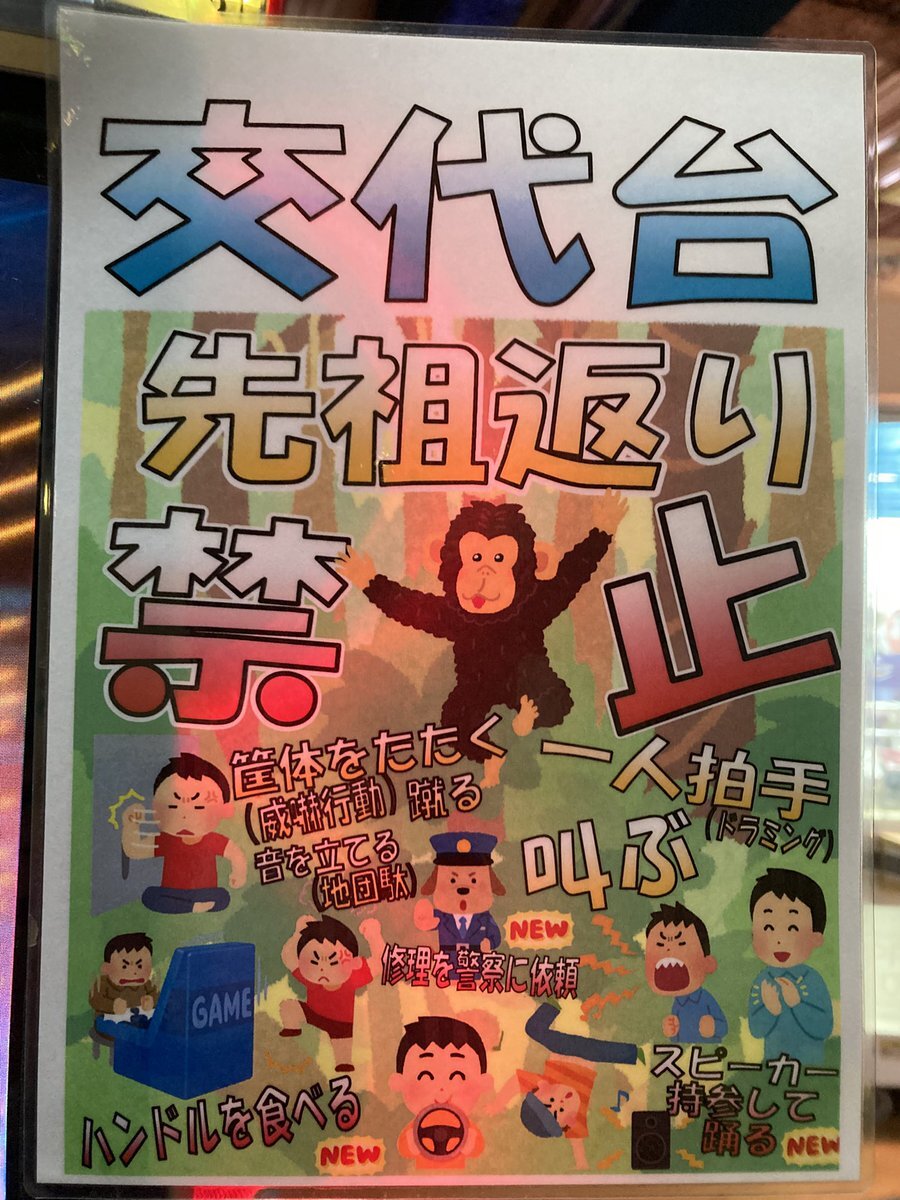 交代台
先祖返り
禁止
筐体をたたく
(威嚇行動) 蹴る
音を立てる
(地団駄)
一人拍手
(ドラミング)
叫ぶ
NEW
修理を警察に依頼
GAME
ハンドルを食べる
NEW
スピーカー
持参して
踊る
NEW